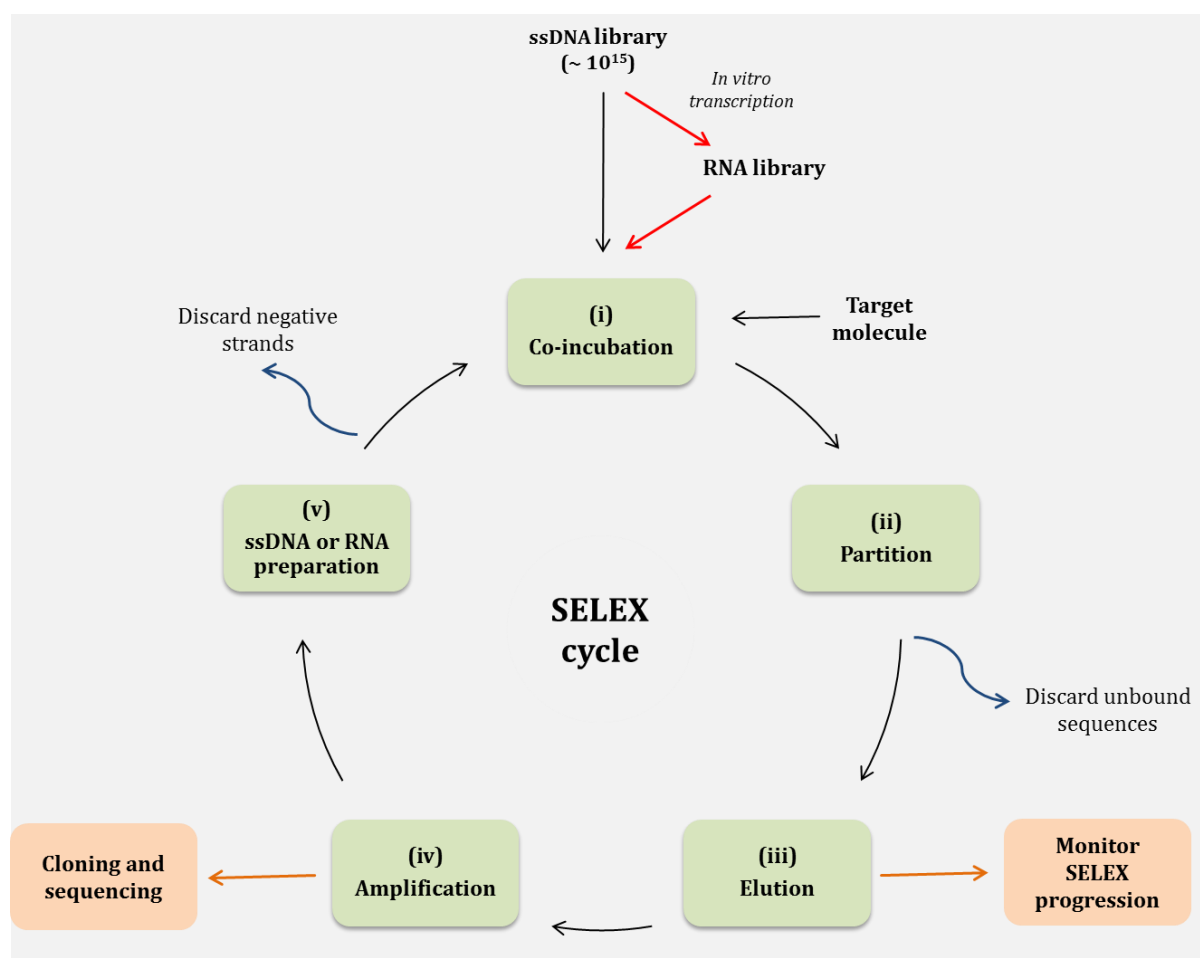 ssDNA library
(~ 10¹⁵)
In vitro
transcription
RNA library
(i)
Co-incubation
Target
molecule
Discard negative
strands
(v)
ssDNA or RNA
preparation
(ii)
Partition
SELEX
cycle
Discard unbound
sequences
Cloning and
sequencing
(iv)
Amplification
(iii)
Elution
Monitor
SELEX
progression